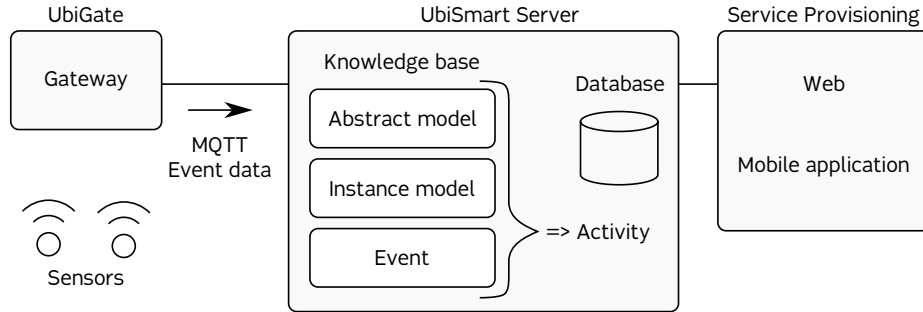 UbiGate
Gateway
MQTT
Event data
Sensors
UbiSmart Server
Knowledge base
Abstract model
Instance model
Event
=> Activity
Database
Service Provisioning
Web
Mobile application